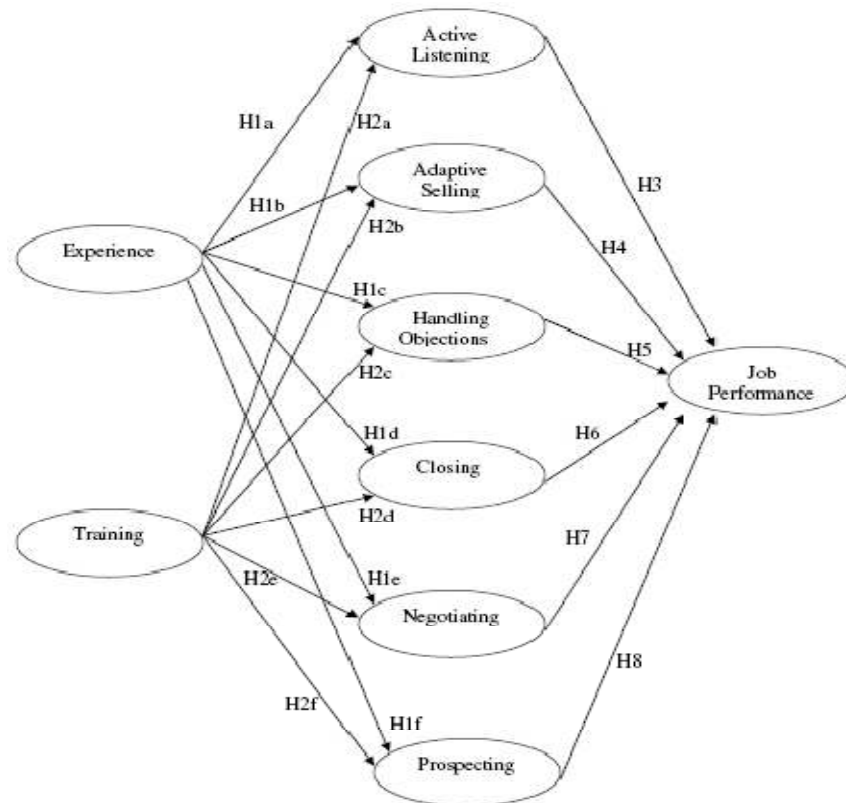 Active
Listening
H1a
H2a
Adaptive
Selling
H3
H1b
H2b
Experience
H4
H1c
Handling
Objections
H5
H2c
Job
Performance
H1d
H6
Closing
H2d
Training
H7
H2e
H1e
Negotiating
H8
H2f
H1f
Prospecting